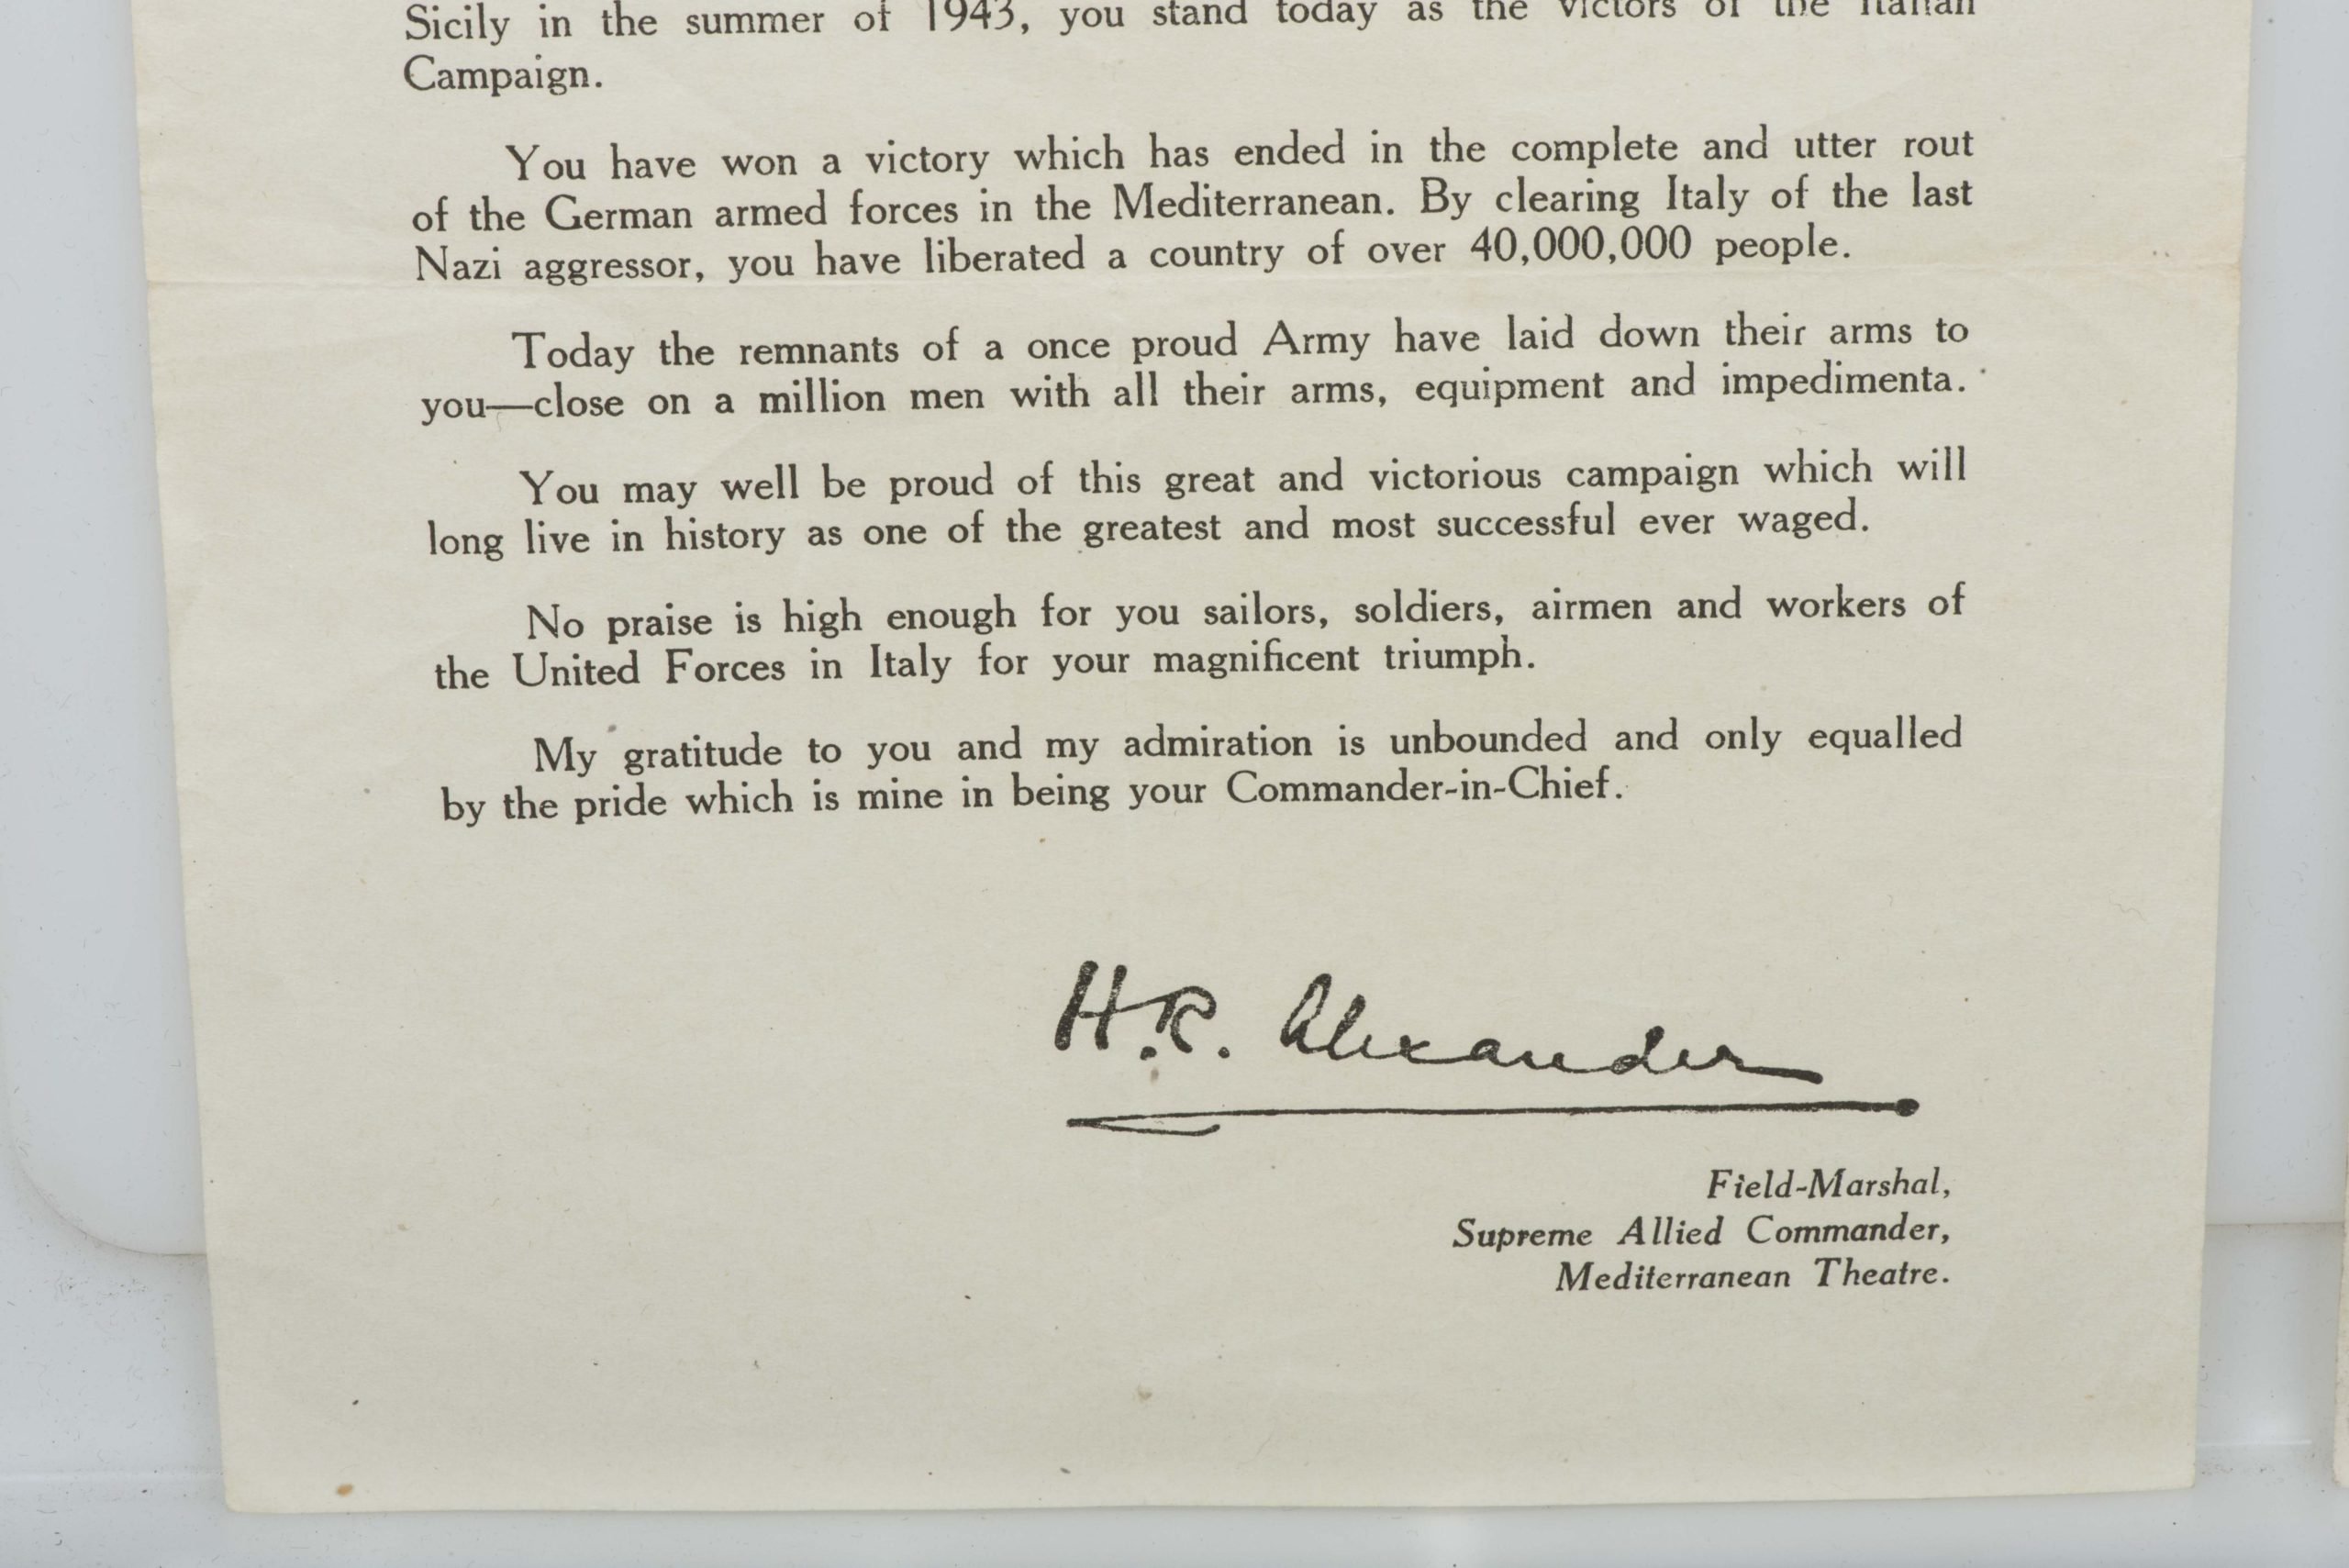 Sicily in the summer of 1943, you stand today as the victors of the Italian
Campaign.
You have won a victory which has ended in the complete and utter rout
of the German armed forces in the Mediterranean. By clearing Italy of the last
Nazi aggressor, you have liberated a country of over 40,000,000 people.
Today the remnants of a once proud Army have laid down their arms to
you—close on a million men with all their arms, equipment and impedimenta.
You may well be proud of this great and victorious campaign which will
long live in history as one of the greatest and most successful ever waged.
No praise is high enough for you sailors, soldiers, airmen and workers of
the United Forces in Italy for your magnificent triumph.
My gratitude to you and my admiration is unbounded and only equalled
by the pride which is mine in being your Commander-in-Chief.
H.R. Alexander
Field-Marshal,
Supreme Allied Commander,
Mediterranean Theatre.